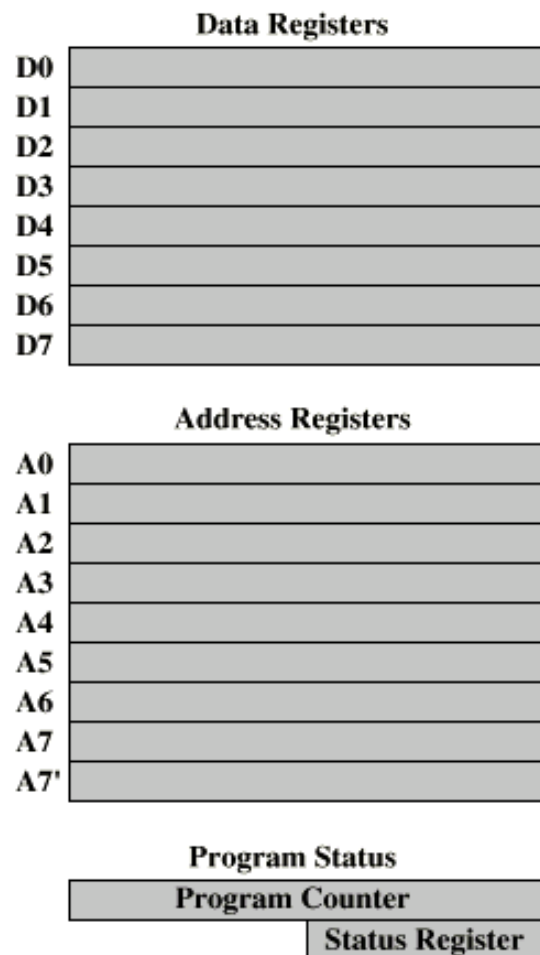 Data Registers
D0
D1
D2
D3
D4
D5
D6
D7
Address Registers
A0
A1
A2
A3
A4
A5
A6
A7
A7'
Program Status
Program Counter
Status Register